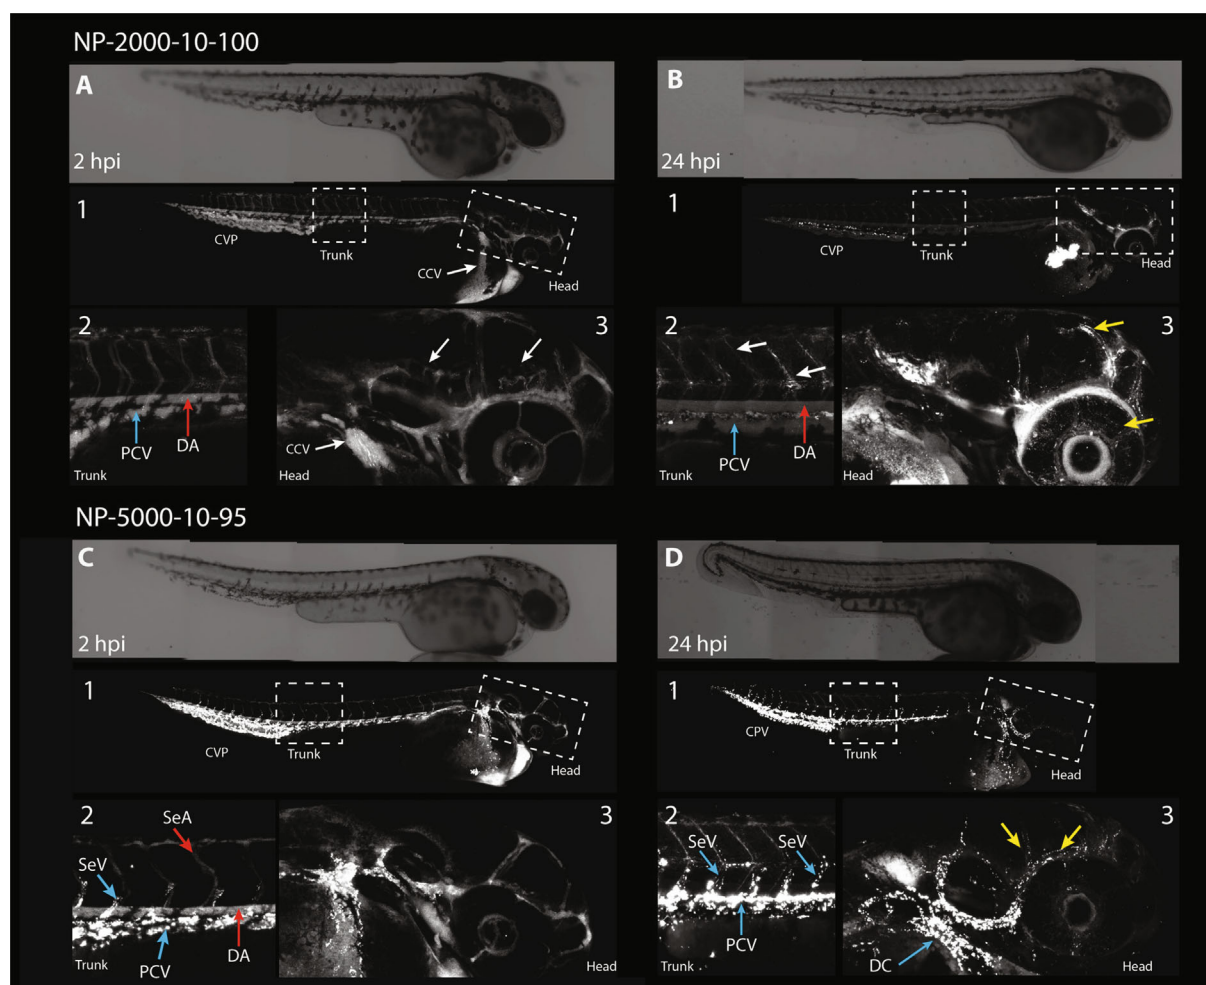 NP-2000-10-100
A
2 hpi
1
CVP
Trunk
CCV
Head
2
PCV
DA
Trunk
3
CCV
Head
B
24 hpi
1
CVP
Trunk
Head
2
PCV
DA
Trunk
3
Head
NP-5000-10-95
C
2 hpi
1
CVP
Trunk
Head
2
SeA
SeV
PCV
DA
Trunk
3
Head
D
24 hpi
1
CPV
Trunk
Head
2
SeV
SeV
PCV
Trunk
3
DC
Head